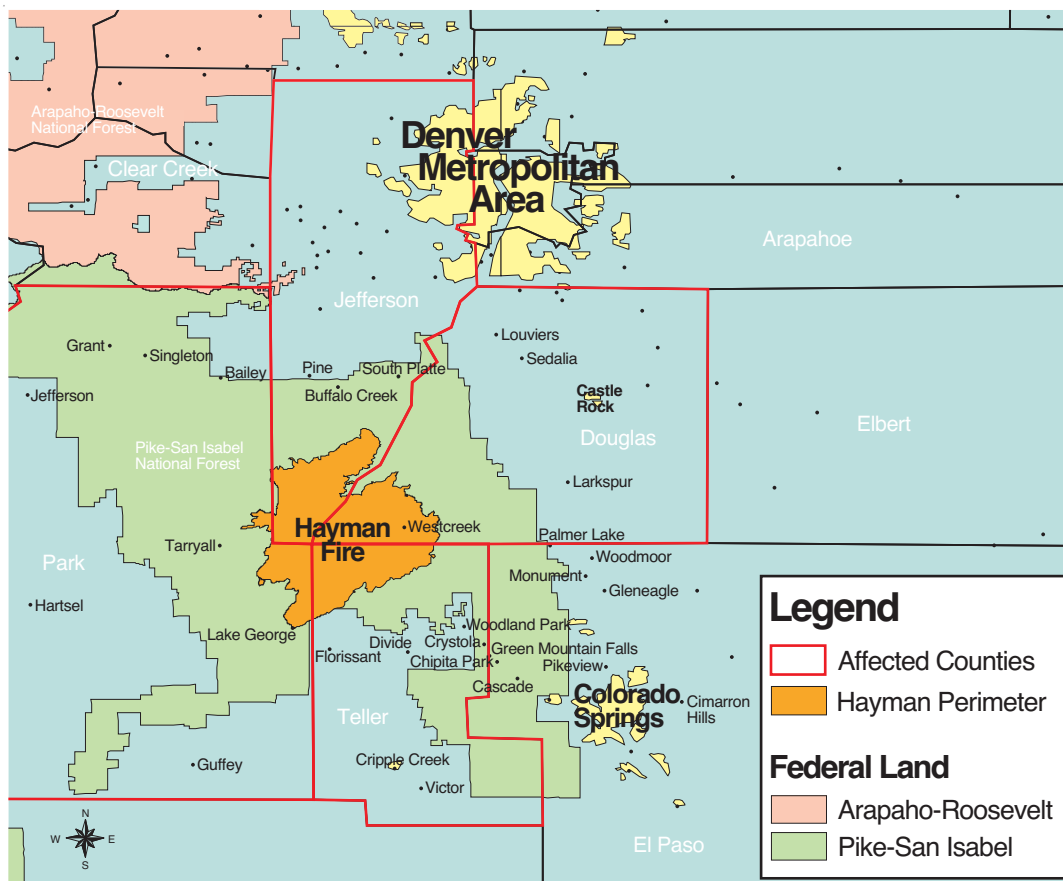 Arapaho-Roosevelt
National Forest
Clear Creek
Denver
Metropolitan
Area
Arapahoe
Jefferson
Louviers
Sedalia
Grant
Singleton
Bailey
Pine
South Platte
Buffalo Creek
Jefferson
Castle
Rock
Douglas
Elbert
Pike-San Isabel
National Forest
Larkspur
Hayman
Fire
Westcreek
Tarryall
Park
Palmer Lake
Woodmoor
Monument
Gleneagle
Hartsel
Lake George
Woodland Park
Divide
Crystola
Florissant
Chipita Park
Green Mountain Falls
Pikeview
Cascade
Colorado
Springs
Cimarron
Hills
Teller
Guffey
Cripple Creek
Victor
El Paso
N
W
E
S
Legend
Affected Counties
Hayman Perimeter
Federal Land
Arapaho-Roosevelt
Pike-San Isabel